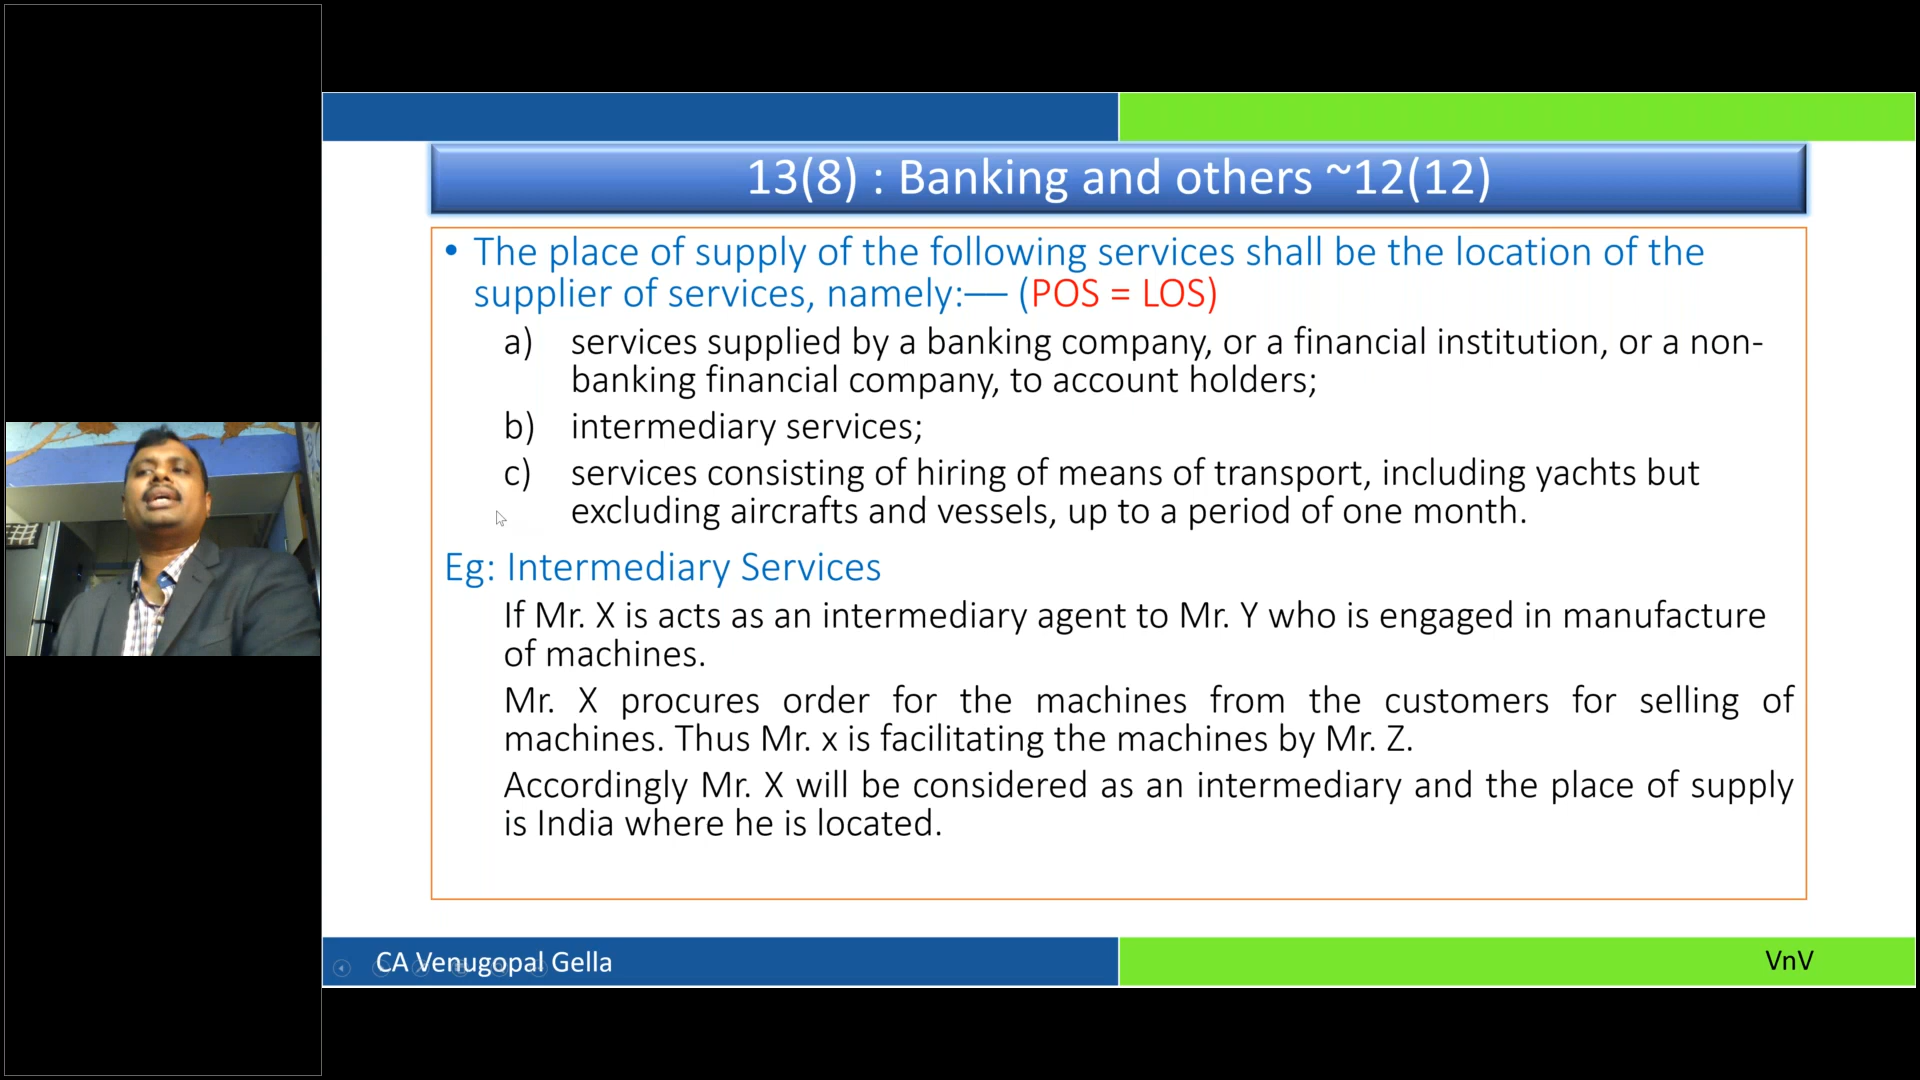 13(8) : Banking and others ~12(12)
• The place of supply of the following services shall be the location of the
supplier of services, namely:–– (POS = LOS)
a) services supplied by a banking company, or a financial institution, or a non-
banking financial company, to account holders;
b) intermediary services;
c) services consisting of hiring of means of transport, including yachts but
excluding aircrafts and vessels, up to a period of one month.
Eg: Intermediary Services
If Mr. X is acts as an intermediary agent to Mr. Y who is engaged in manufacture
of machines.
Mr. X procures order for the machines from the customers for selling of
machines. Thus Mr. x is facilitating the machines by Mr. Z.
Accordingly Mr. X will be considered as an intermediary and the place of supply
is India where he is located.
CA Venugopal Gella
VnV